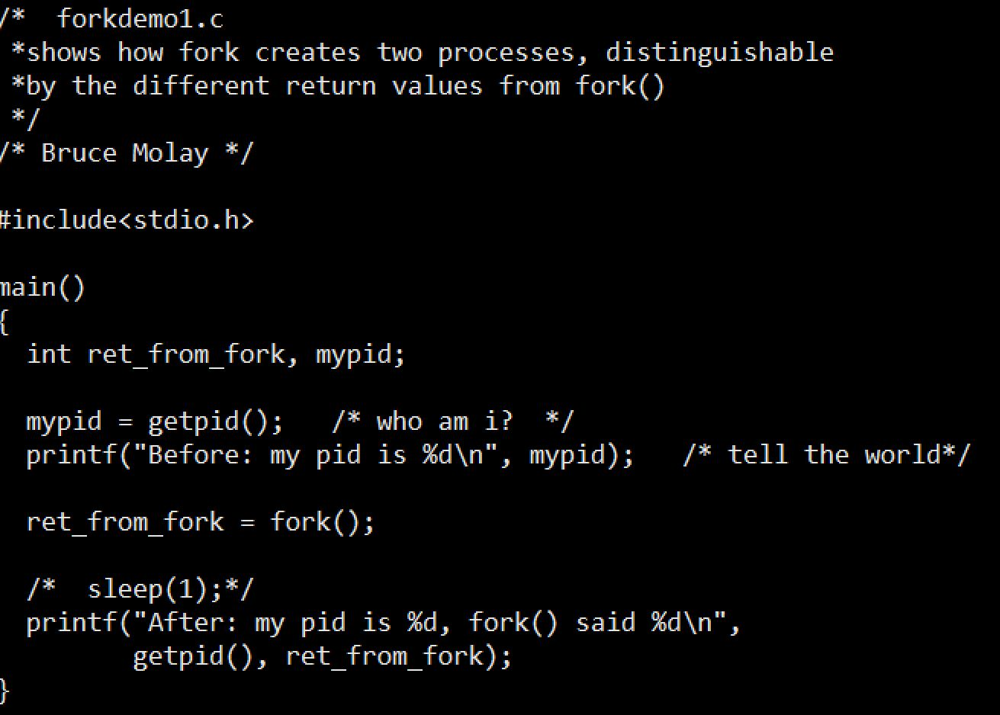 /*  forkdemo1.c
 *shows how fork creates two processes, distinguishable
 *by the different return values from fork()
 */
/* Bruce Molay */
#include<stdio.h>
main()
{
  int ret_from_fork, mypid;
  mypid = getpid();   /* who am i?  */
  printf("Before: my pid is %d\n", mypid);   /* tell the world*/
  ret_from_fork = fork();
  /*  sleep(1);*/
  printf("After: my pid is %d, fork() said %d\n",
         getpid(), ret_from_fork);
}